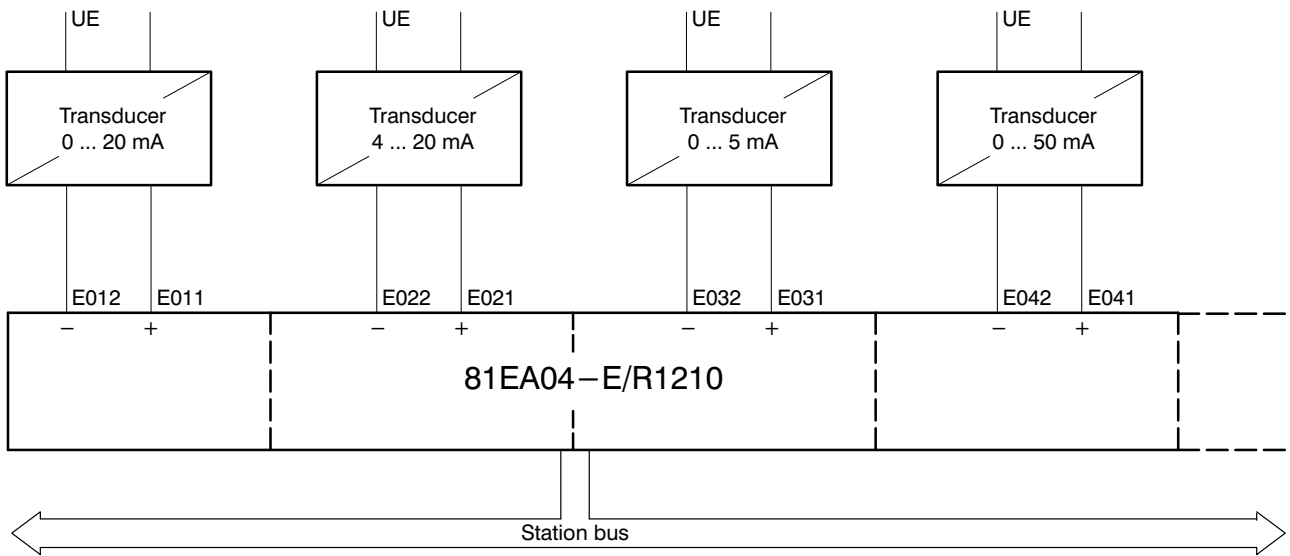 UE UE UE UE
Transducer Transducer Transducer Transducer
0 ... 20 mA 4 ... 20 mA 0 ... 5 mA 0 ... 50 mA
E012 E011 E022 E021 E032 E031 E042 E041
− + − + − + − +
81EA04−E/R1210
Station bus